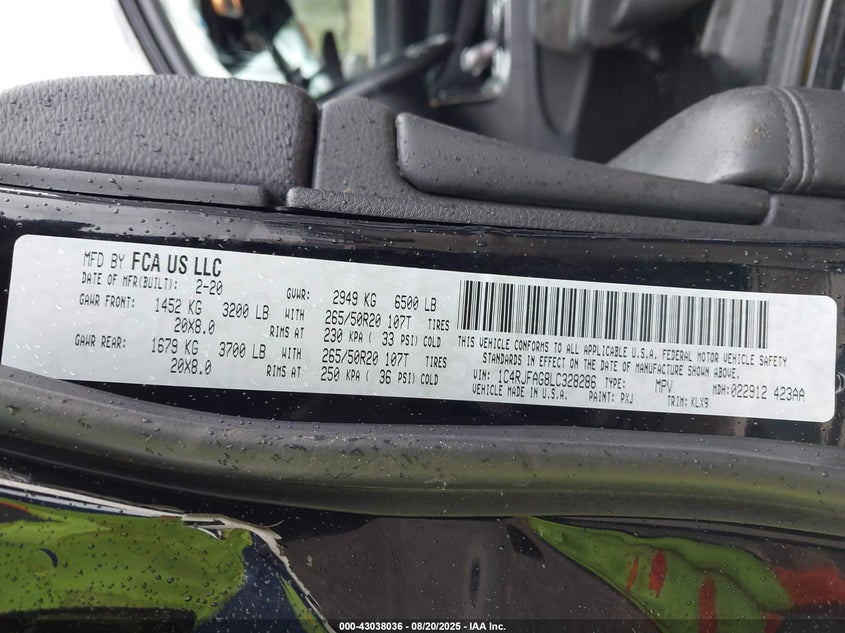 MFD BY FCA US LLC
DATE OF MFR(BUILT): 2-20 GVWR: 2949 KG 6500 LB
GAWR FRONT: 1452 KG 3200 LB WITH 265/50R20 107T TIRES
20X8.0 RIMS AT 230 KPA ( 33 PSI) COLD
GAWR REAR: 1679 KG 3700 LB WITH 265/50R20 107T TIRES
20X8.0 RIMS AT 250 KPA ( 36 PSI) COLD
THIS VEHICLE CONFORMS TO ALL APPLICABLE U.S.A. FEDERAL MOTOR VEHICLE SAFETY
STANDARDS IN EFFECT ON THE DATE OF MANUFACTURE SHOWN ABOVE.
VIN: 1C4RJFAG8LC328286 TYPE: MPV MDH:022912 423AA
VEHICLE MADE IN U.S.A. PAINT: PXJ TRIM: KLX9
000-43038036 - 08/20/2025 - IAA Inc.